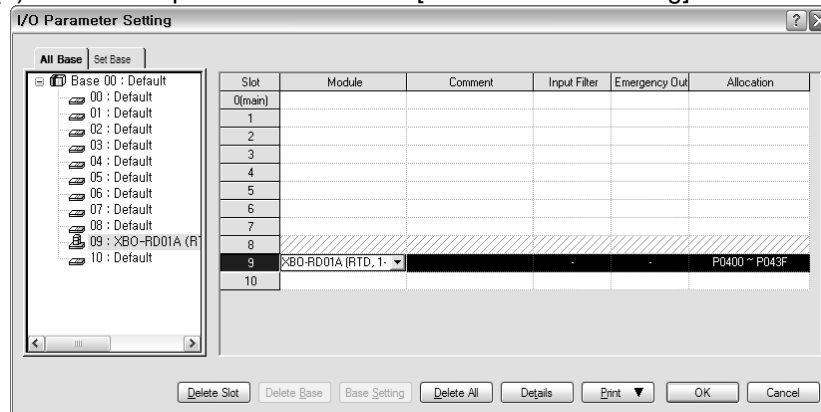 I/O Parameter Setting
All Base Set Base
Base 00 : Default
00 : Default
01 : Default
02 : Default
03 : Default
04 : Default
05 : Default
06 : Default
07 : Default
08 : Default
09 : XBO-RD01A (R
10 : Default
Slot Module Comment Input Filter Emergency Out Allocation
0(main)
1
2
3
4
5
6
7
8
9 XBO-RD01A (RTD, 1- - - P0400 ~ P043F
10
Delete Slot Delete Base Base Setting Delete All Details Print ▼ OK Cancel